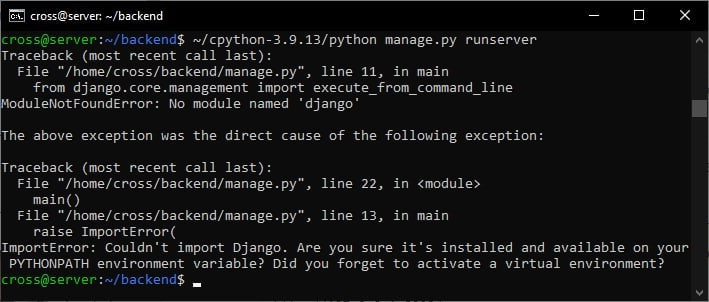 cross@server: ~/backend
cross@server:~/backend$ ~/cpython-3.9.13/python manage.py runserver
Traceback (most recent call last):
  File "/home/cross/backend/manage.py", line 11, in main
    from django.core.management import execute_from_command_line
ModuleNotFoundError: No module named 'django'

The above exception was the direct cause of the following exception:

Traceback (most recent call last):
  File "/home/cross/backend/manage.py", line 22, in <module>
    main()
  File "/home/cross/backend/manage.py", line 13, in main
    raise ImportError(
ImportError: Couldn't import Django. Are you sure it's installed and available on your
 PYTHONPATH environment variable? Did you forget to activate a virtual environment?
cross@server:~/backend$